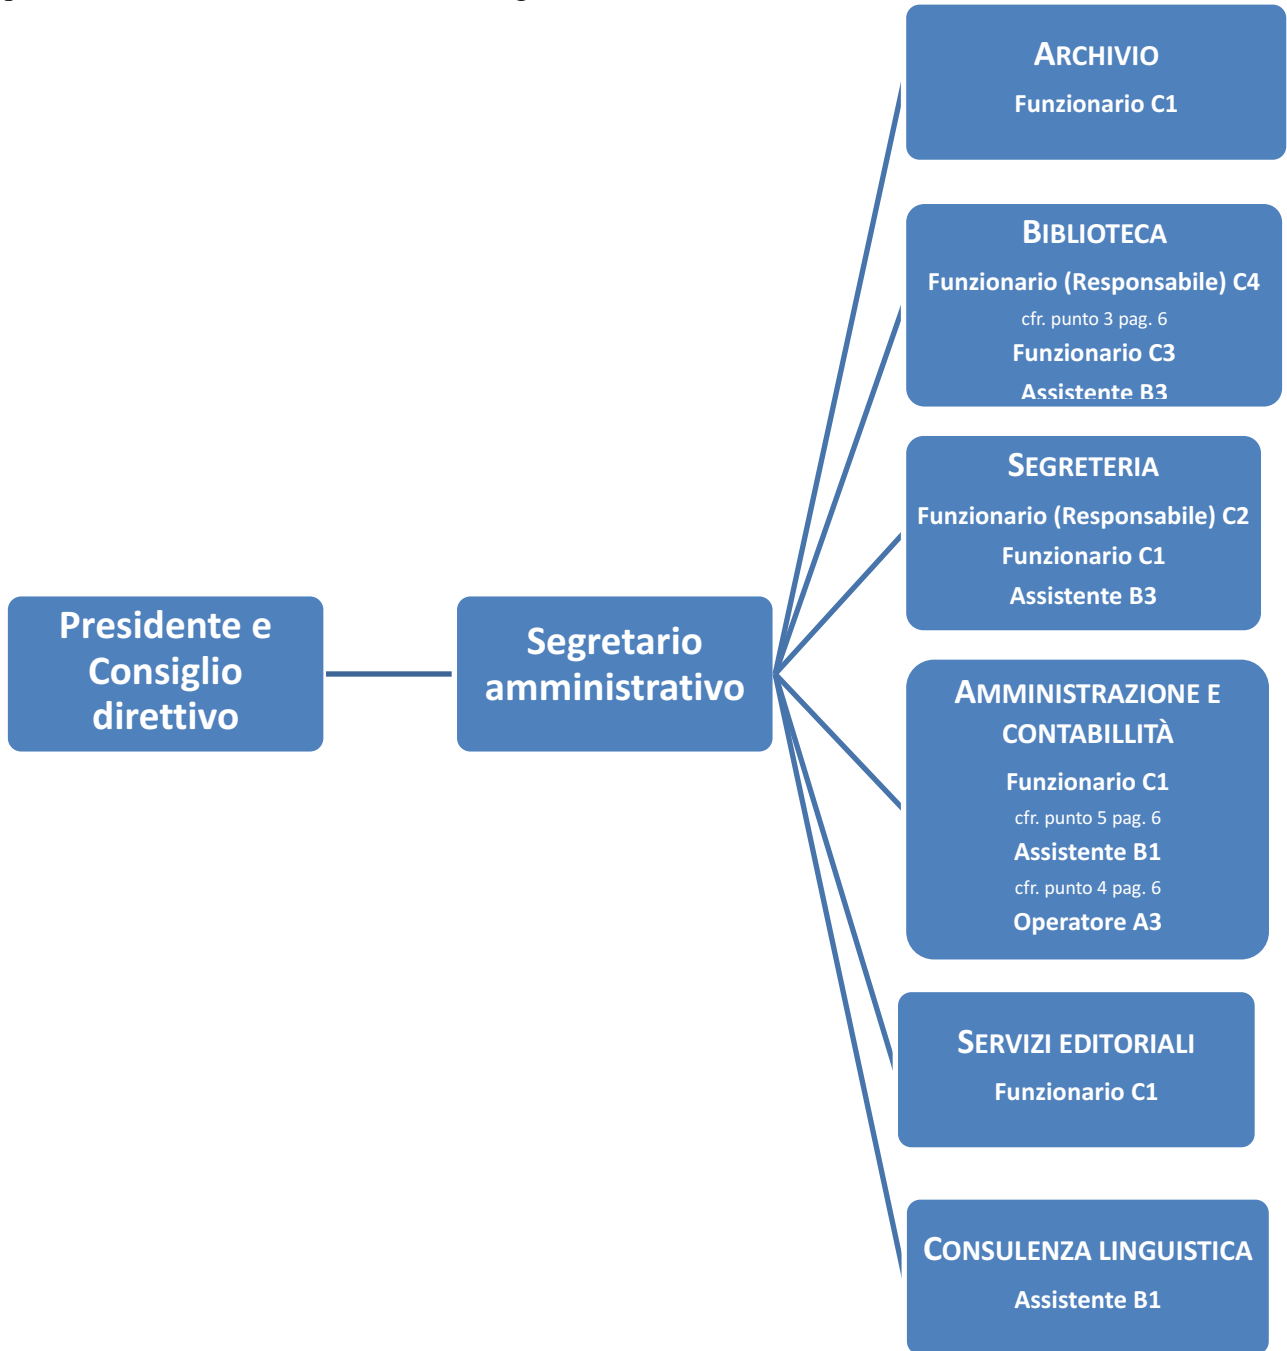 Presidente e
Consiglio
direttivo
Segretario
amministrativo
ARCHIVIO
Funzionario C1
BIBLIOTECA
Funzionario (Responsabile) C4
cfr. punto 3 pag. 6
Funzionario C3
Assistente B3
SEGRETERIA
Funzionario (Responsabile) C2
Funzionario C1
Assistente B3
AMMINISTRAZIONE E
CONTABILLITÀ
Funzionario C1
cfr. punto 5 pag. 6
Assistente B1
cfr. punto 4 pag. 6
Operatore A3
SERVIZI EDITORIALI
Funzionario C1
CONSULENZA LINGUISTICA
Assistente B1